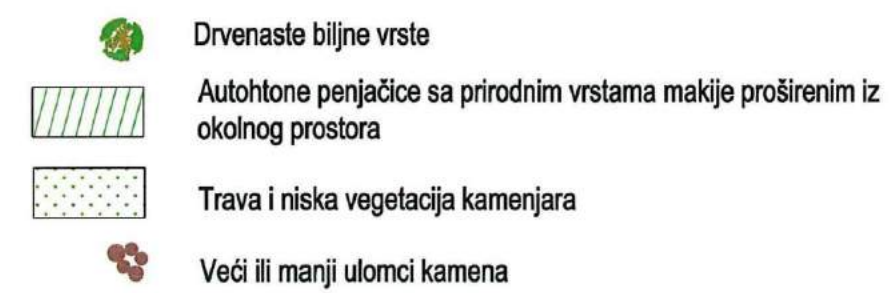 Drvenaste biljne vrste
Autohtone penjačice sa prirodnim vrstama makije proširenim iz
okolnog prostora
Trava i niska vegetacija kamenjara
Veći ili manji ulomci kamena